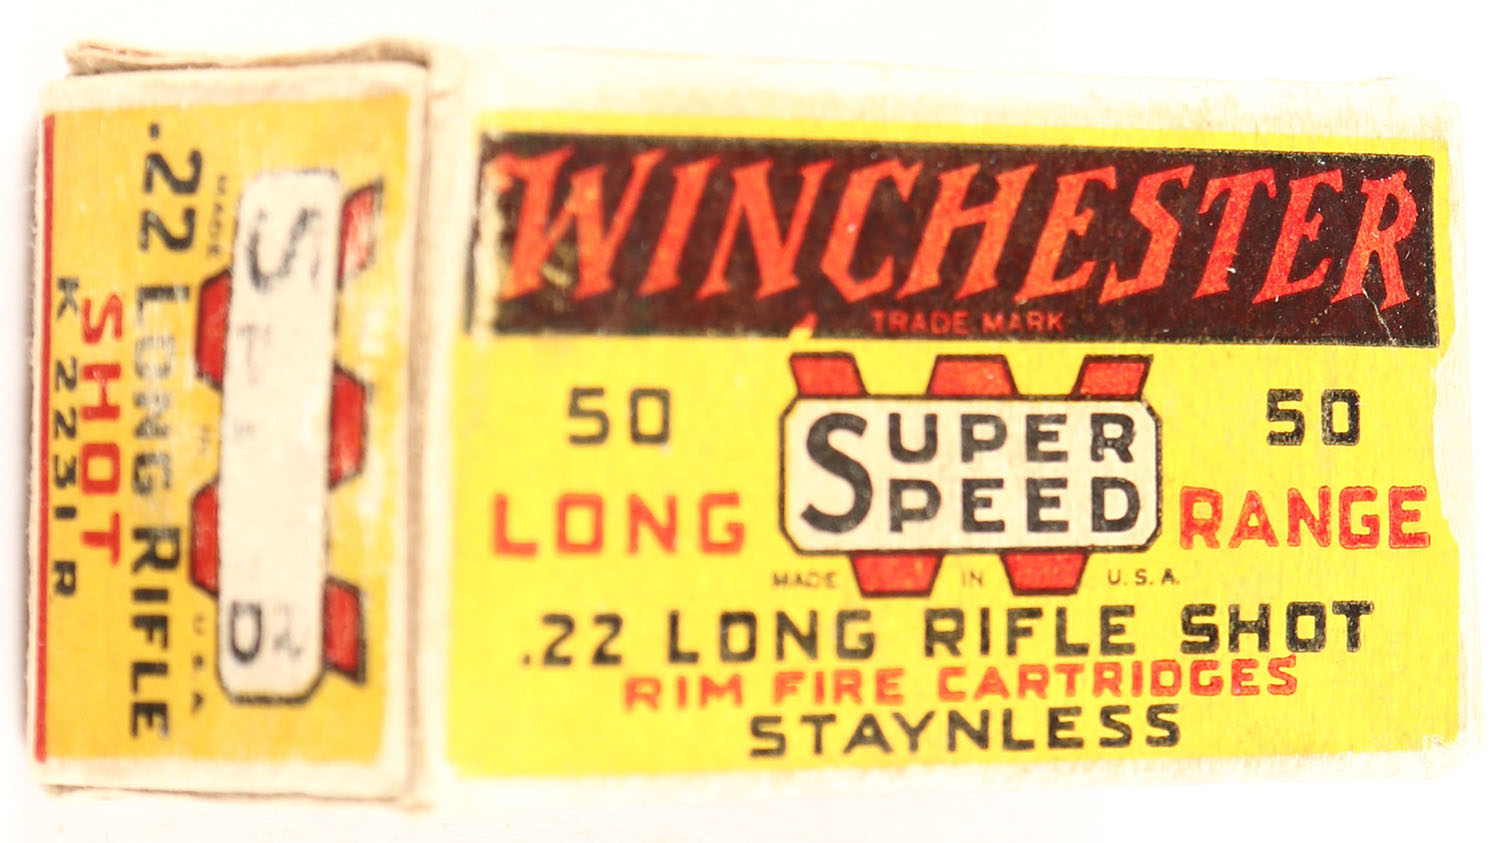 WINCHESTER
TRADE MARK
50 SUPER SPEED 50
LONG RANGE
MADE IN U.S.A.
.22 LONG RIFLE SHOT
RIM FIRE CARTRIDGES
STAYNLESS
MADE U.S.A
.22 LONG RIFLE
SHOT
K 2231 R